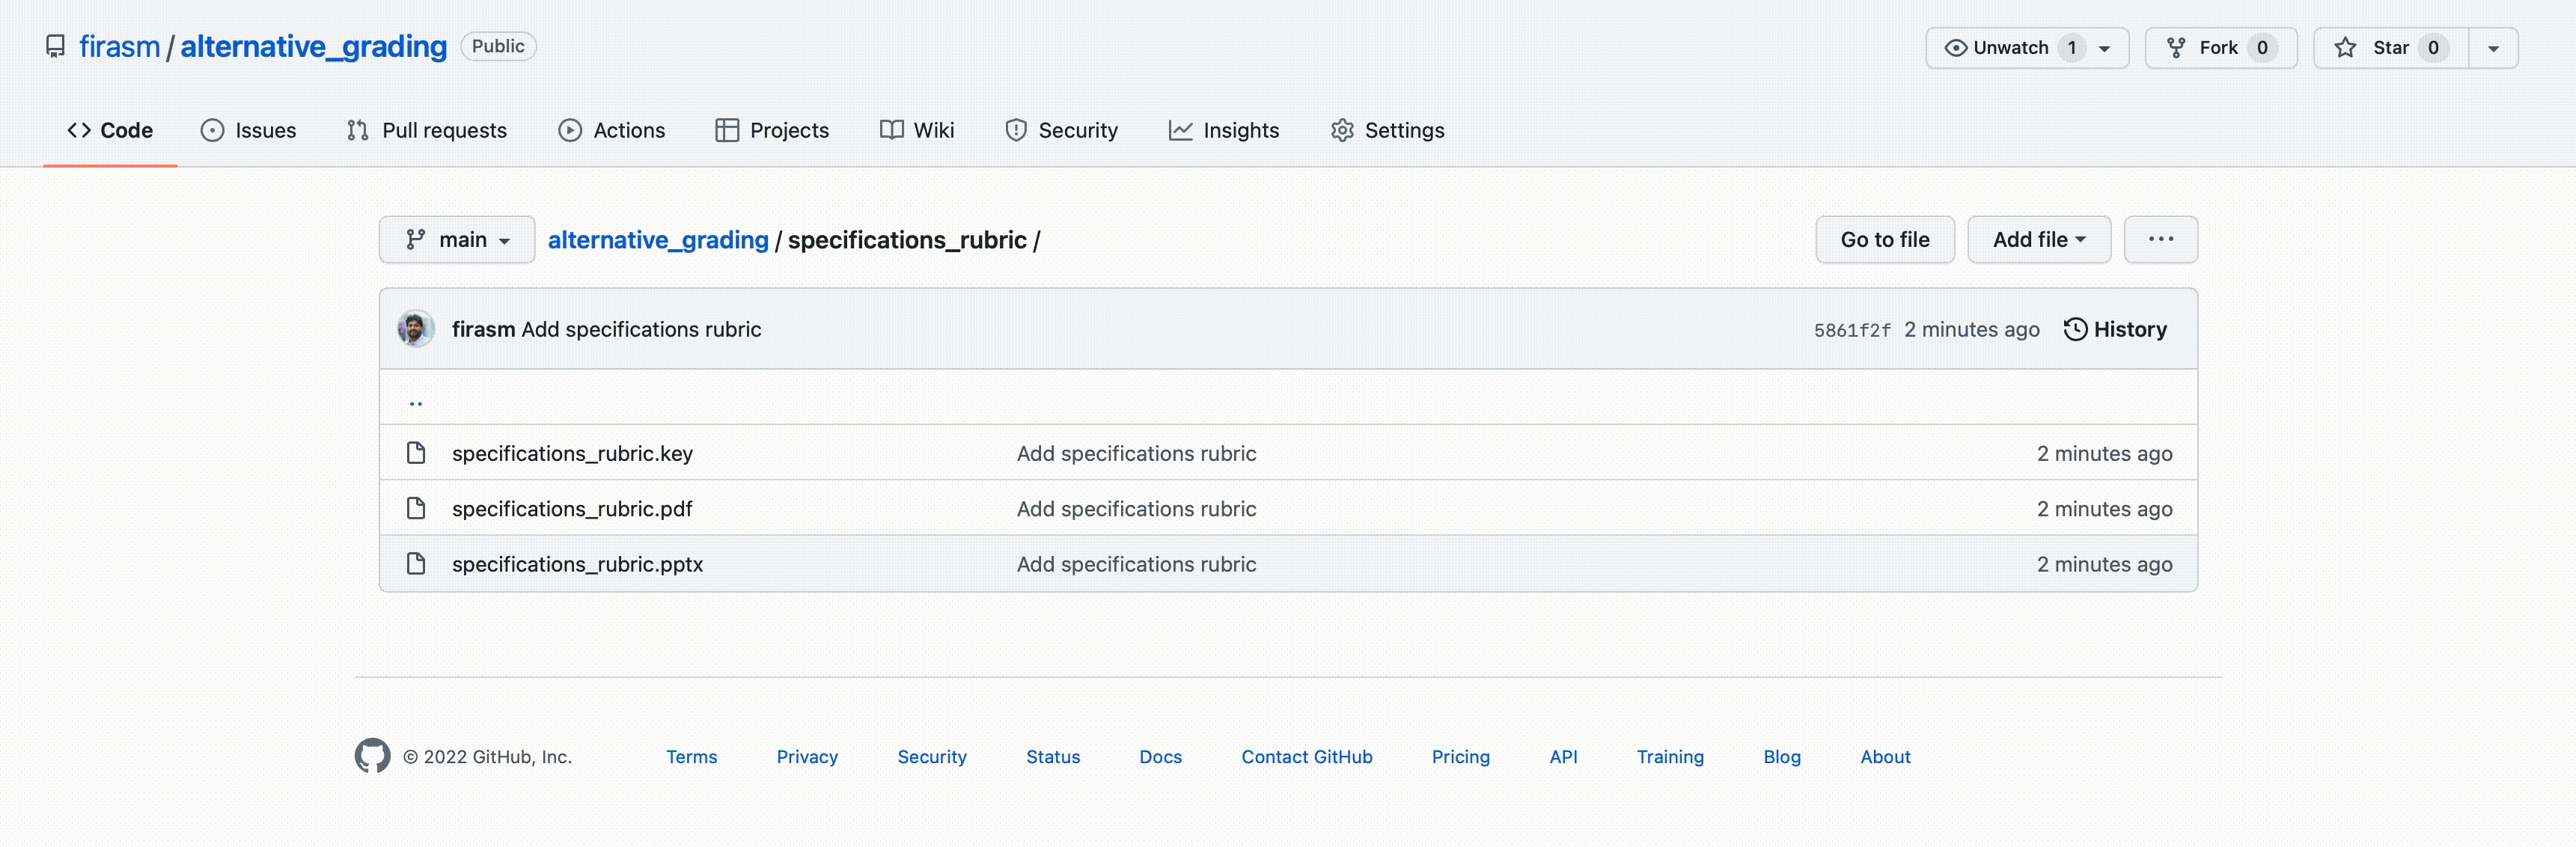 firasm / alternative_grading Public Unwatch 1 Fork 0 Star 0
Code Issues Pull requests Actions Projects Wiki Security Insights Settings
main alternative_grading / specifications_rubric / Go to file Add file ...
firasm Add specifications rubric 5861f2f 2 minutes ago History
..
specifications_rubric.key Add specifications rubric 2 minutes ago
specifications_rubric.pdf Add specifications rubric 2 minutes ago
specifications_rubric.pptx Add specifications rubric 2 minutes ago
© 2022 GitHub, Inc. Terms Privacy Security Status Docs Contact GitHub Pricing API Training Blog About